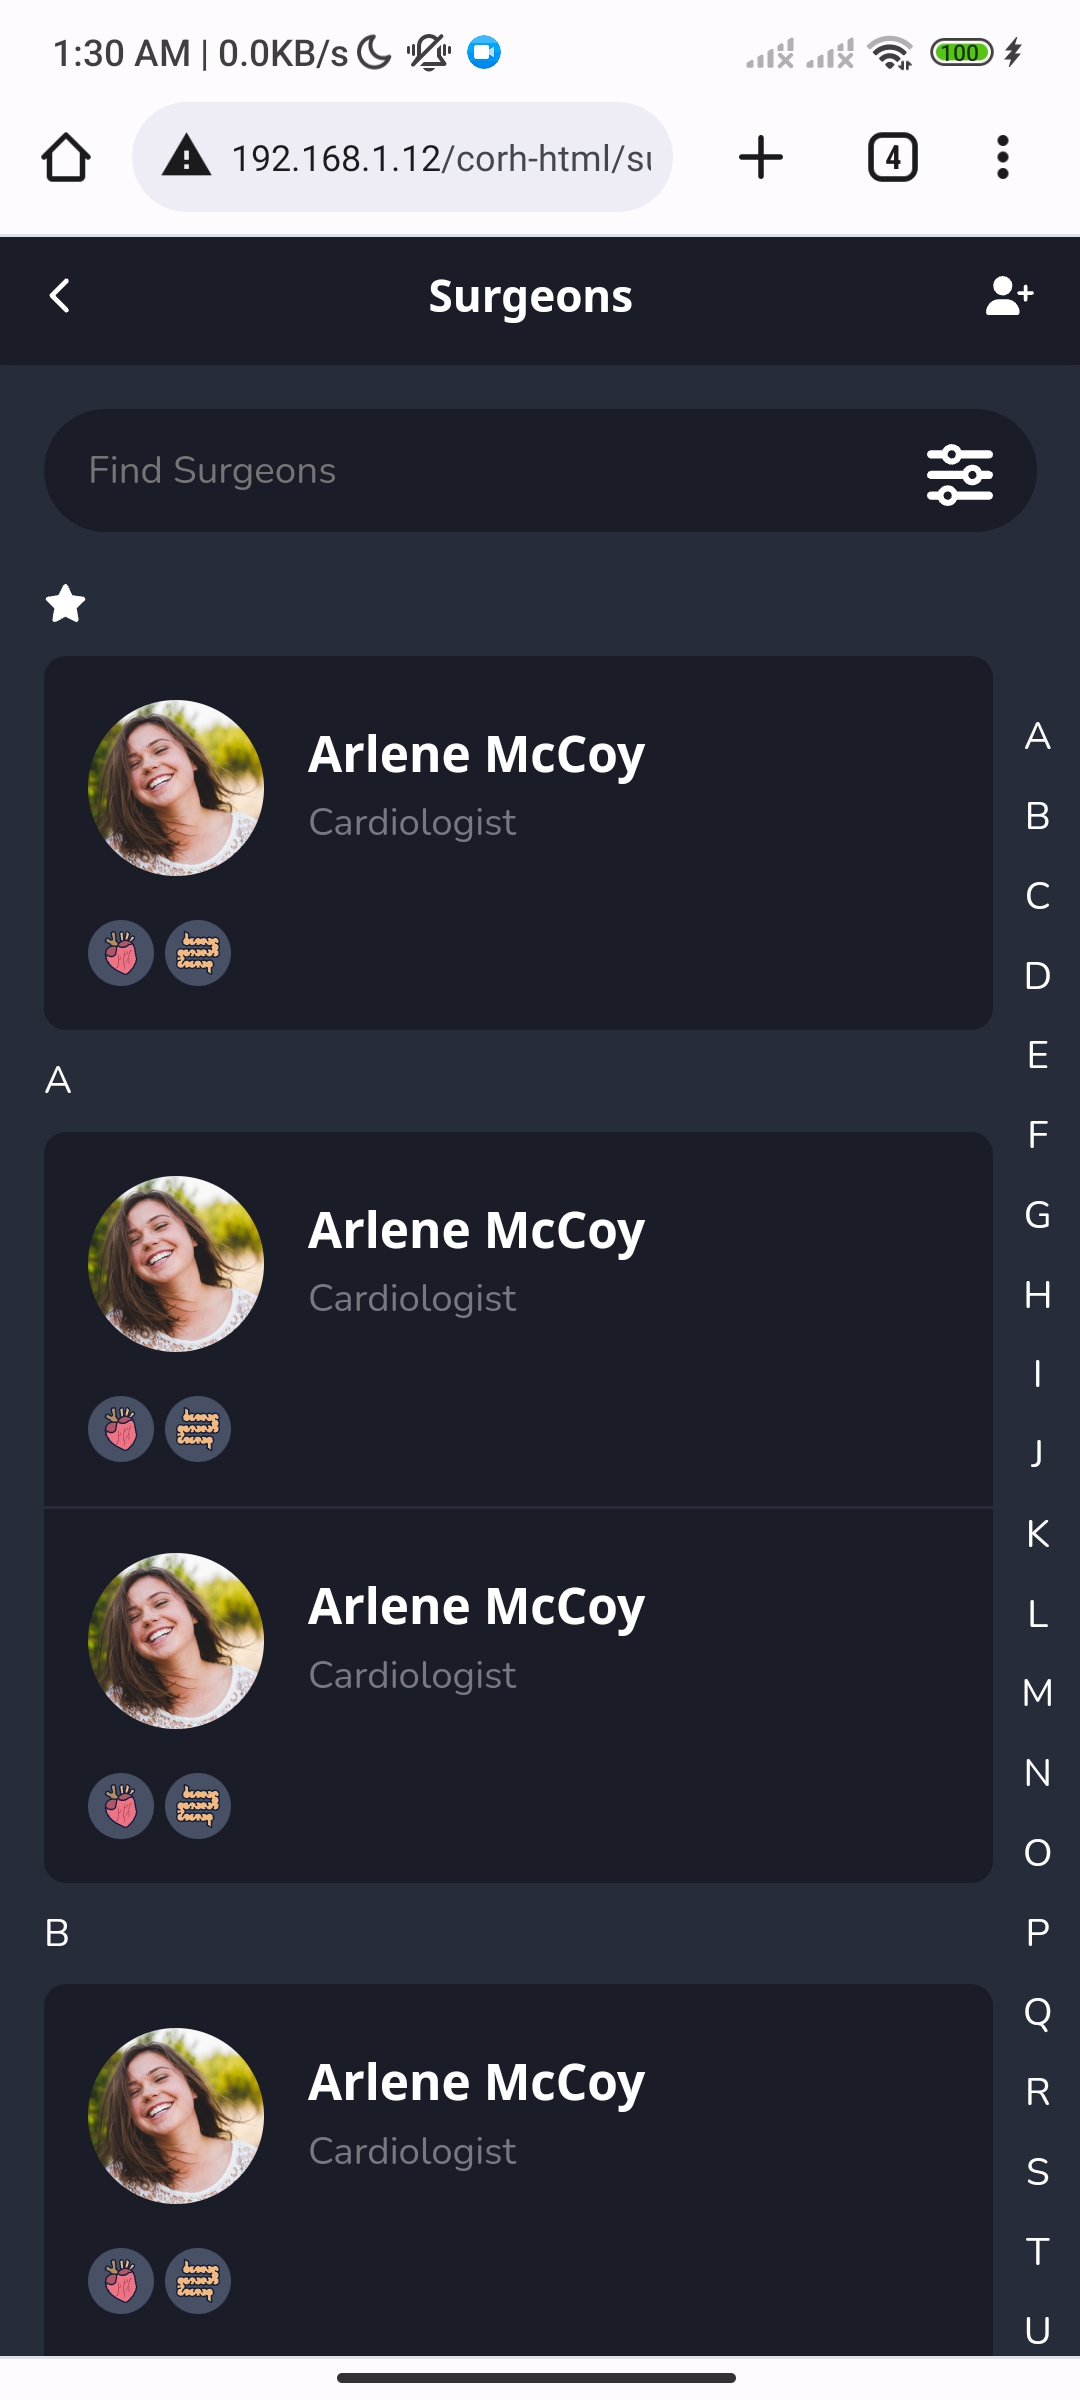 1:30 AM | 0.0KB/s
100
192.168.1.12/corh-html/su
4
Surgeons
Find Surgeons
Arlene McCoy
Cardiologist
A
Arlene McCoy
Cardiologist
Arlene McCoy
Cardiologist
B
Arlene McCoy
Cardiologist
A
B
C
D
E
F
G
H
I
J
K
L
M
N
O
P
Q
R
S
T
U